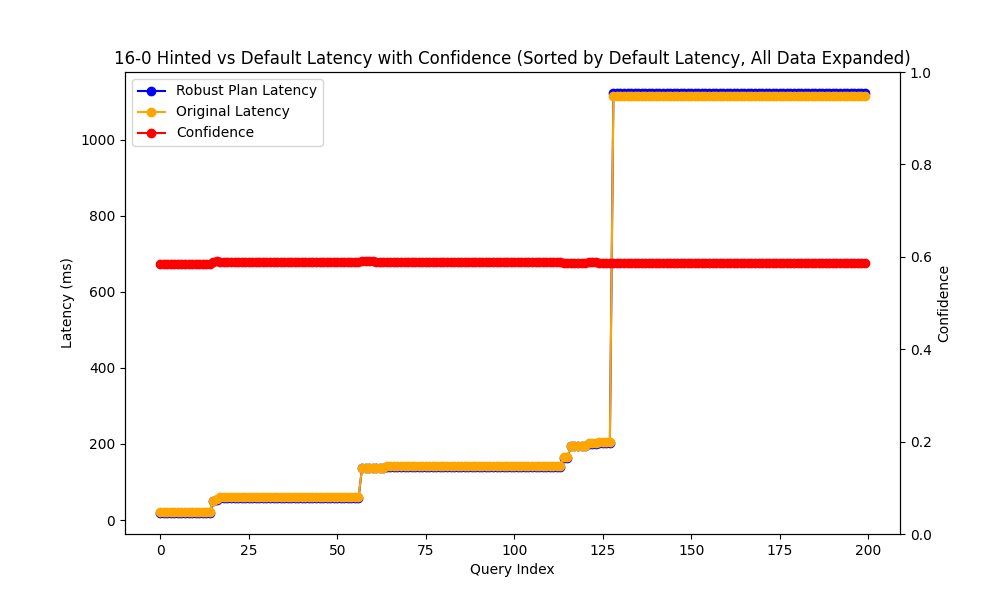 16-0 Hinted vs Default Latency with Confidence (Sorted by Default Latency, All Data Expanded)
Robust Plan Latency
Original Latency
Confidence
1000
800
600
400
200
0
Latency (ms)
1.0
0.8
0.6
0.4
0.2
0.0
Confidence
0 25 50 75 100 125 150 175 200
Query Index